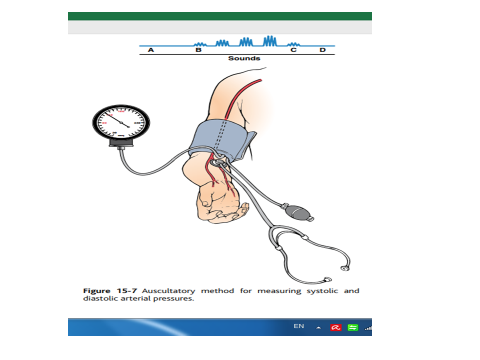 A B C D
Sounds
Figure 15-7 Auscultatory method for measuring systolic and
diastolic arterial pressures.
EN